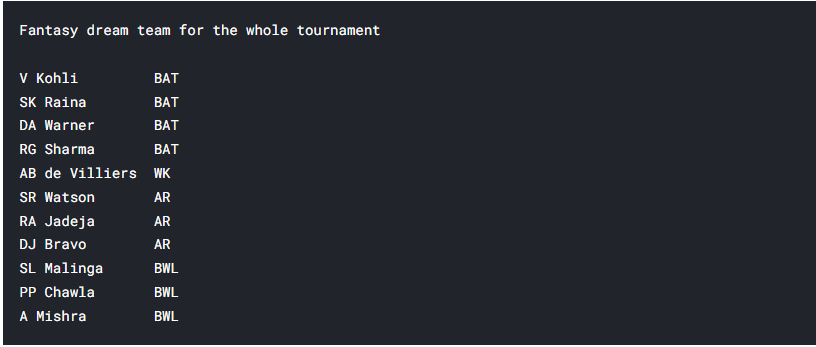 Fantasy dream team for the whole tournament
V Kohli BAT
SK Raina BAT
DA Warner BAT
RG Sharma BAT
AB de Villiers WK
SR Watson AR
RA Jadeja AR
DJ Bravo AR
SL Malinga BWL
PP Chawla BWL
A Mishra BWL